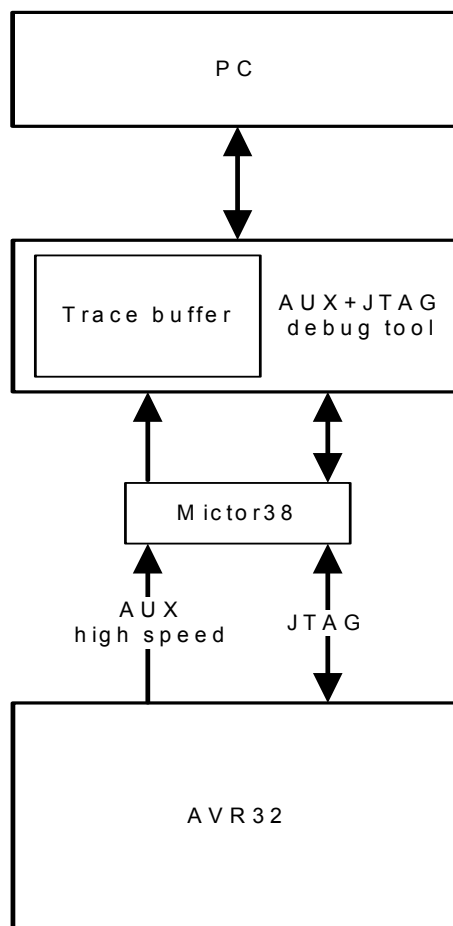 PC
Trace buffer
AUX+JTAG
debug tool
Mictor38
AUX
high speed
JTAG
AVR32